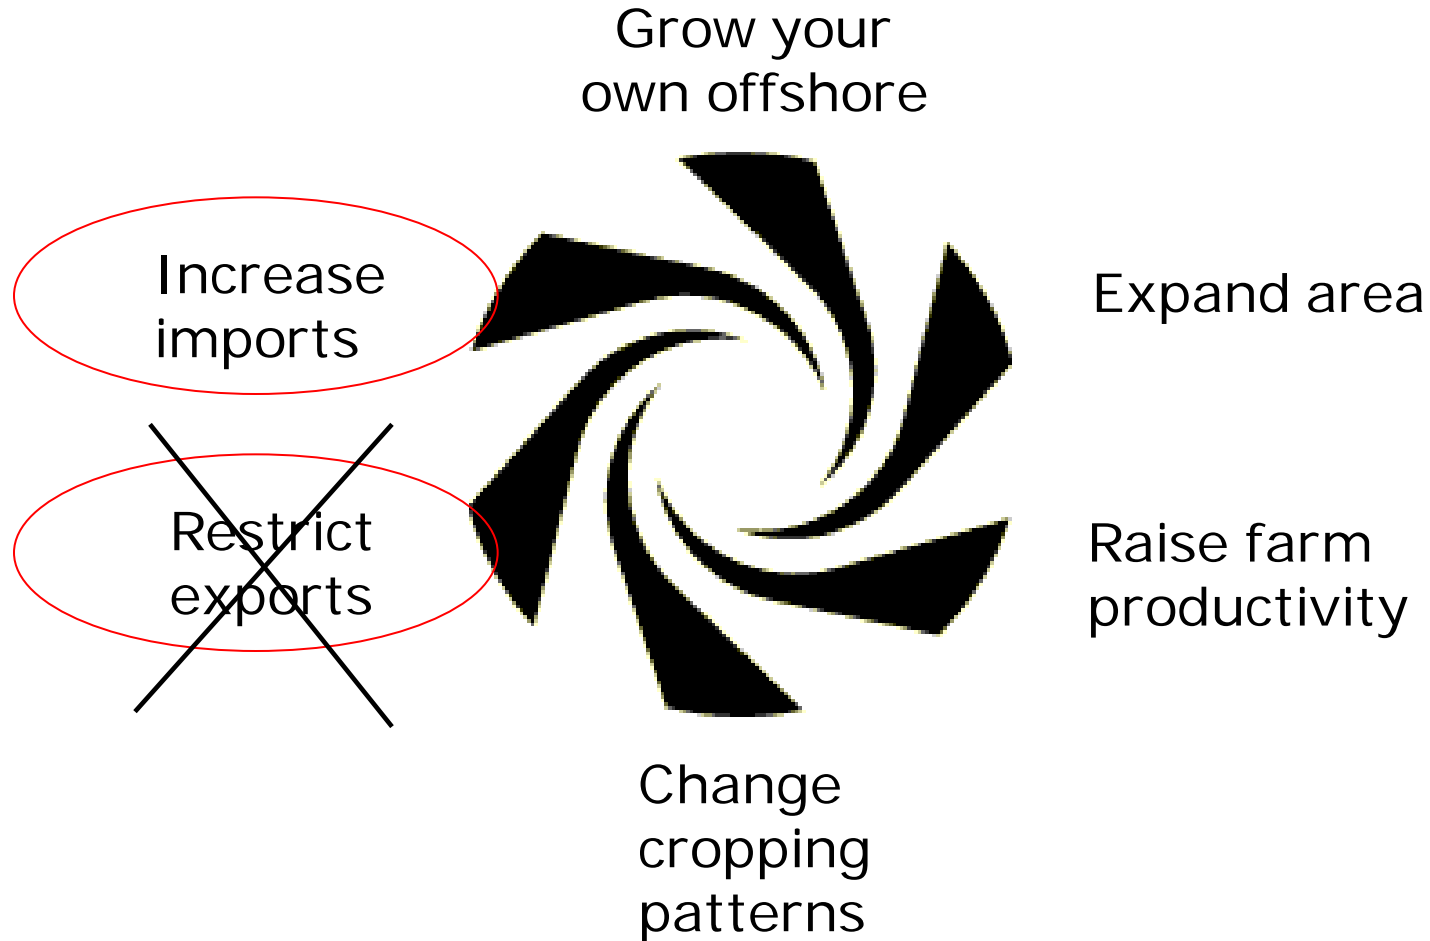 Grow your
own offshore
Increase
imports
Expand area
Restrict
exports
Raise farm
productivity
Change
cropping
patterns